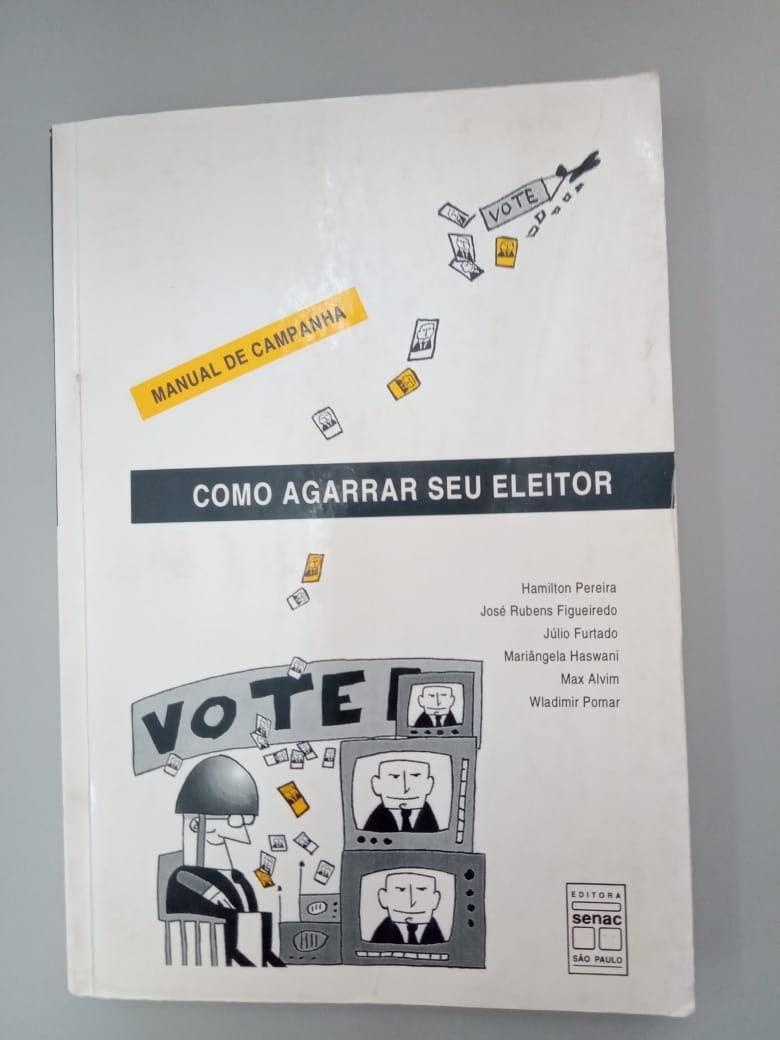 VOTE
MANUAL DE CAMPANHA
COMO AGARRAR SEU ELEITOR
Hamilton Pereira
José Rubens Figueiredo
Júlio Furtado
Mariângela Haswani
Max Alvim
Wladimir Pomar
VOTE
EDITORA
senac
SÃO PAULO